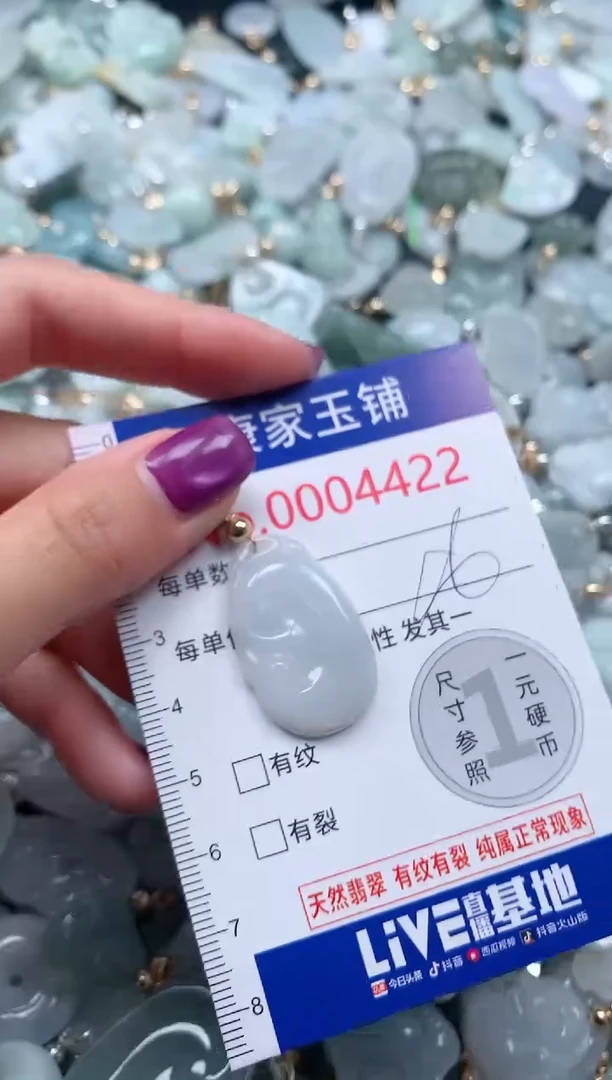 家玉铺
.0004422
每单数
每单 性 发其一
16
尺寸参照
1
一元硬币
有纹
有裂
天然翡翠 有纹有裂 纯属正常现象
LiVE直播基地
今日头条 抖音 西瓜视频 抖音火山版
0
3
4
5
6
7
8